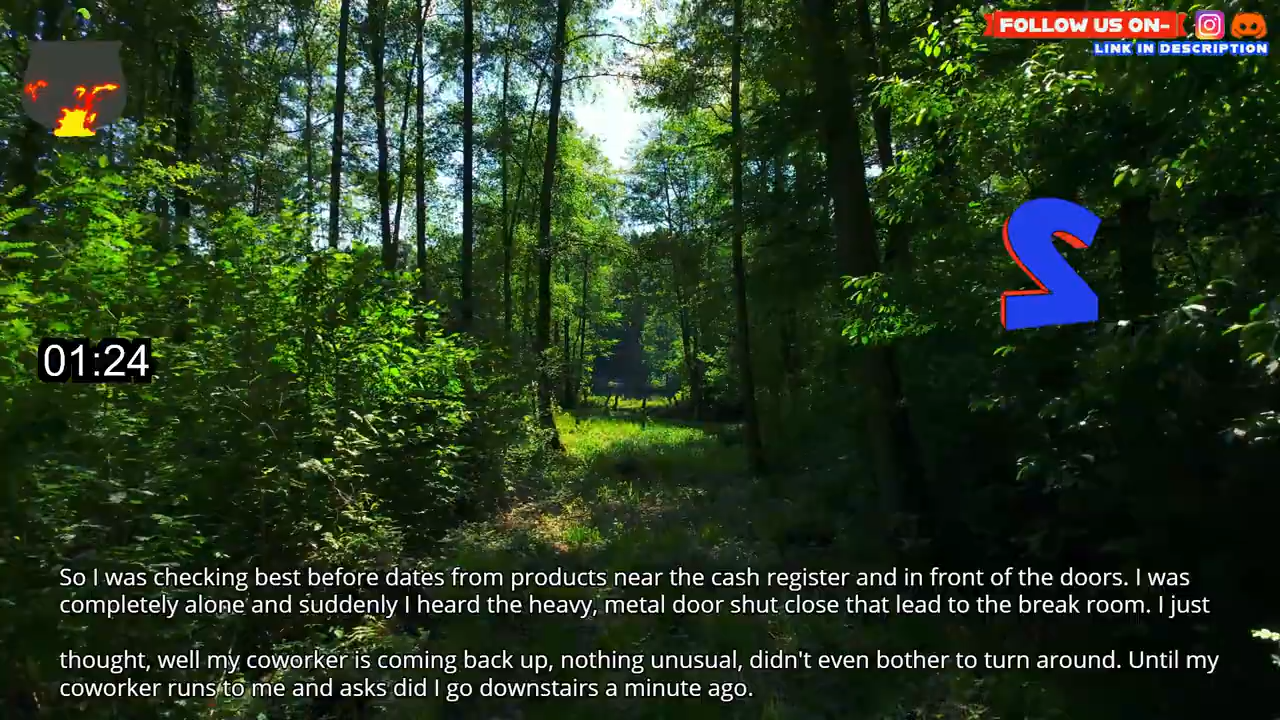 FOLLOW US ON-
LINK IN DESCRIPTION
2
01:24
So I was checking best before dates from products near the cash register and in front of the doors. I was
completely alone and suddenly I heard the heavy, metal door shut close that lead to the break room. I just
thought, well my coworker is coming back up, nothing unusual, didn't even bother to turn around. Until my
coworker runs to me and asks did I go downstairs a minute ago.